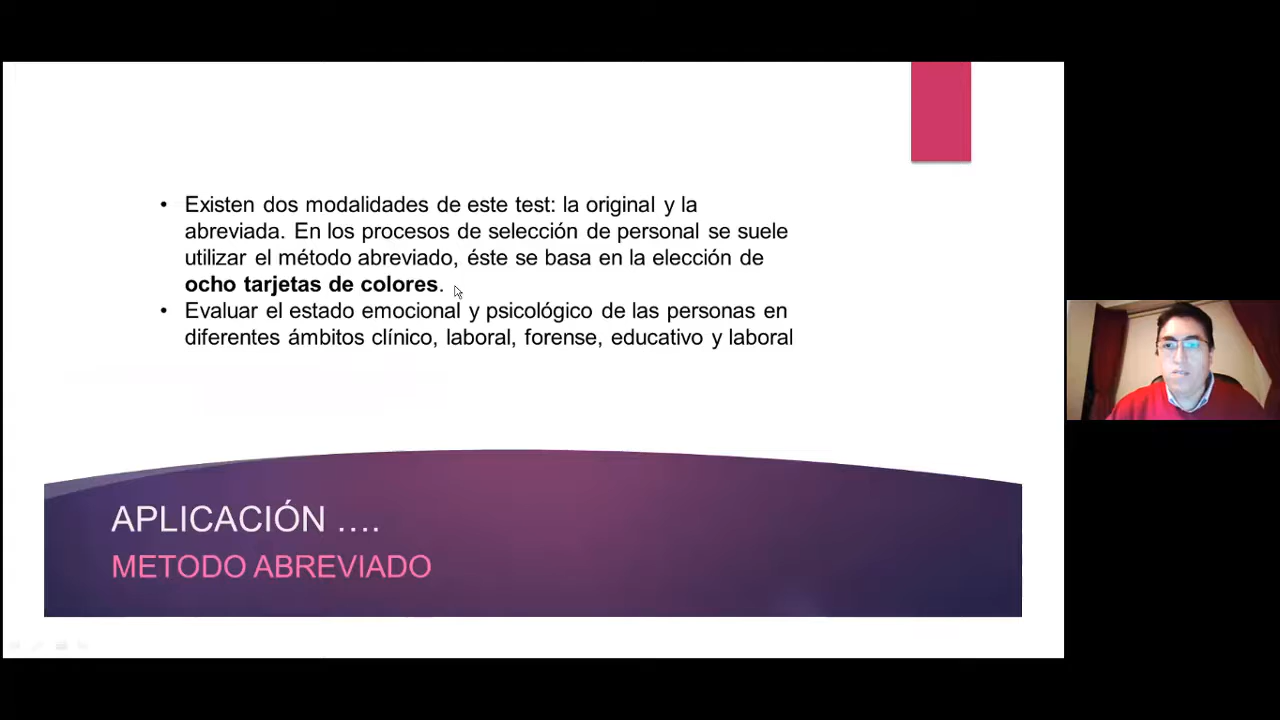 • Existen dos modalidades de este test: la original y la
abreviada. En los procesos de selección de personal se suele
utilizar el método abreviado, éste se basa en la elección de
ocho tarjetas de colores.
• Evaluar el estado emocional y psicológico de las personas en
diferentes ámbitos clínico, laboral, forense, educativo y laboral
APLICACIÓN ....
METODO ABREVIADO